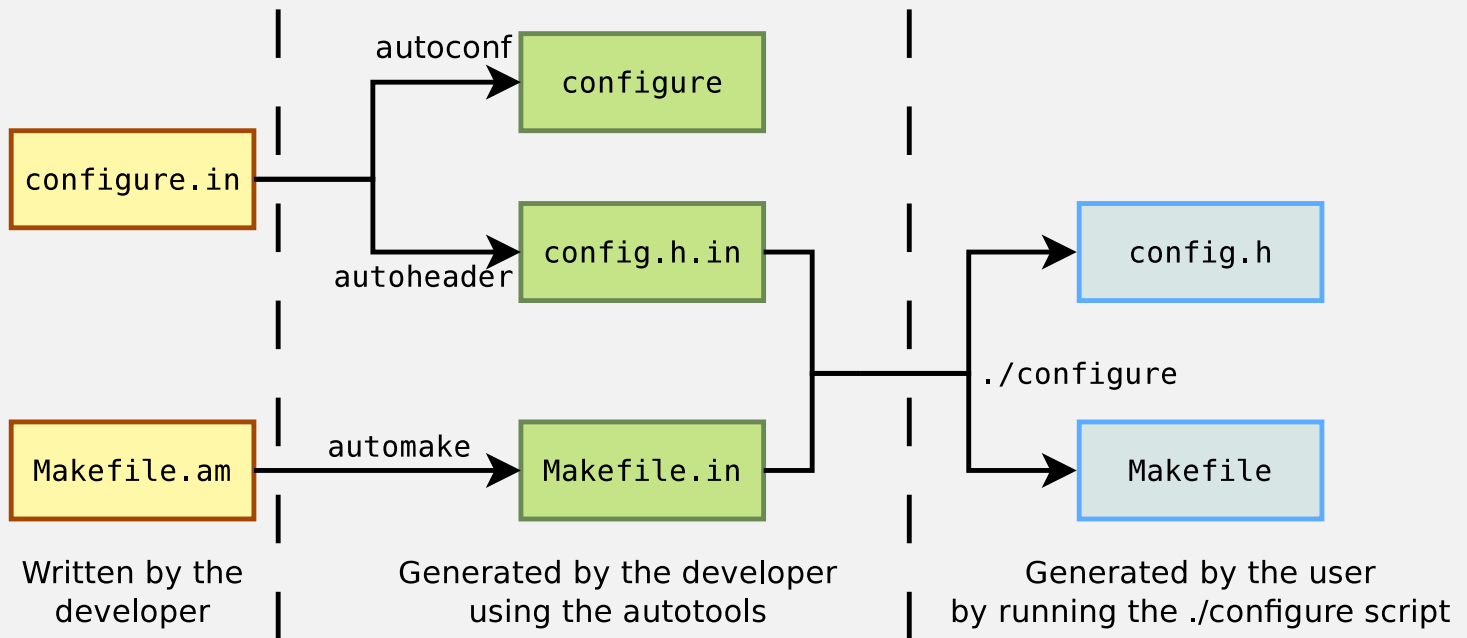 autoconf
configure
configure.in
config.h.in
config.h
autoheader
./configure
automake
Makefile.am
Makefile.in
Makefile
Written by the
developer
Generated by the developer
using the autotools
Generated by the user
by running the ./configure script